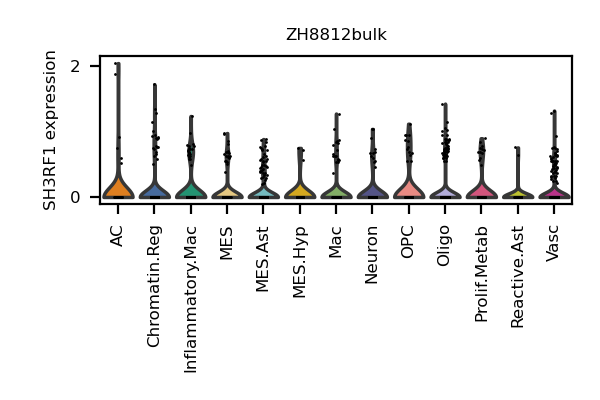 ZH8812bulk
SH3RF1 expression
2
0
AC
Chromatin.Reg
Inflammatory.Mac
MES
MES.Ast
MES.Hyp
Mac
Neuron
OPC
Oligo
Prolif.Metab
Reactive.Ast
Vasc